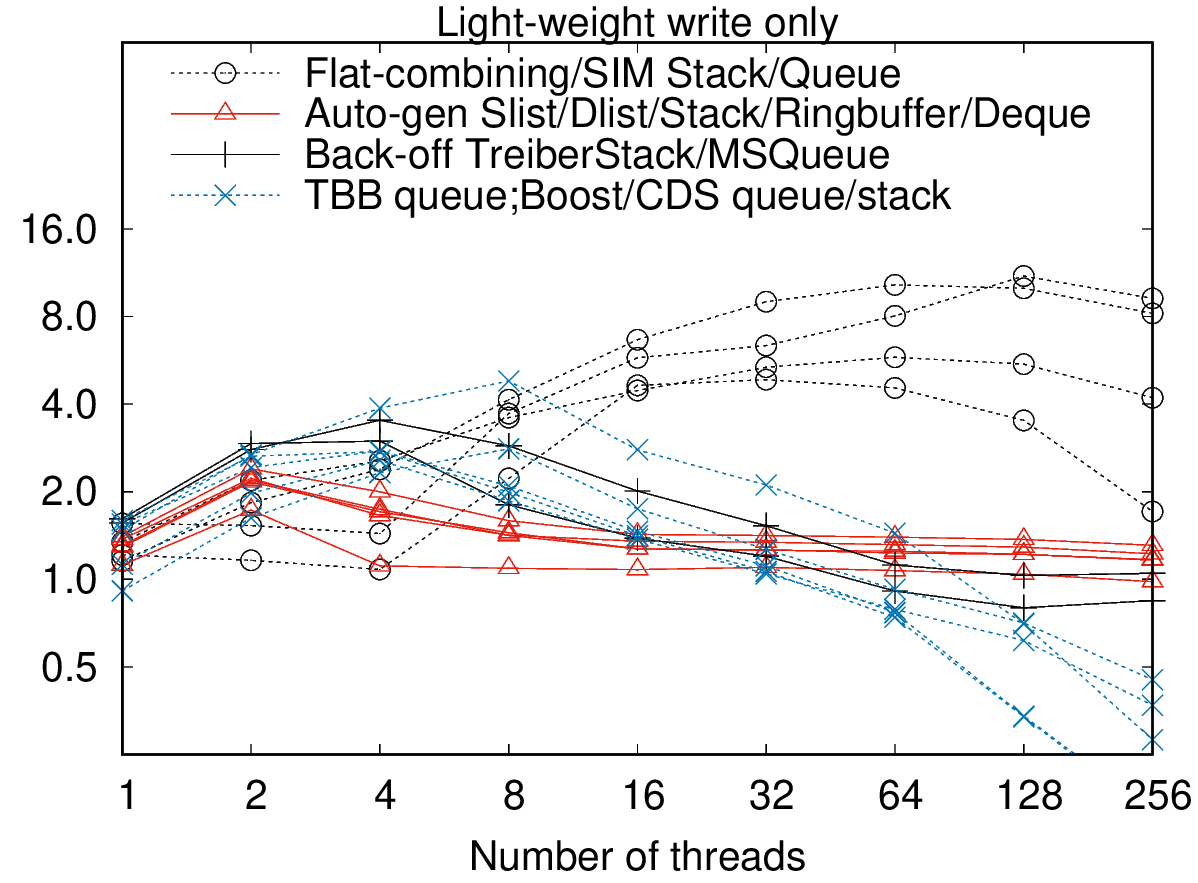 Light-weight write only
Flat-combining/SIM Stack/Queue
Auto-gen Slist/Dlist/Stack/Ringbuffer/Deque
Back-off TreiberStack/MSQueue
TBB queue;Boost/CDS queue/stack
16.0
8.0
4.0
2.0
1.0
0.5
1 2 4 8 16 32 64 128 256
Number of threads